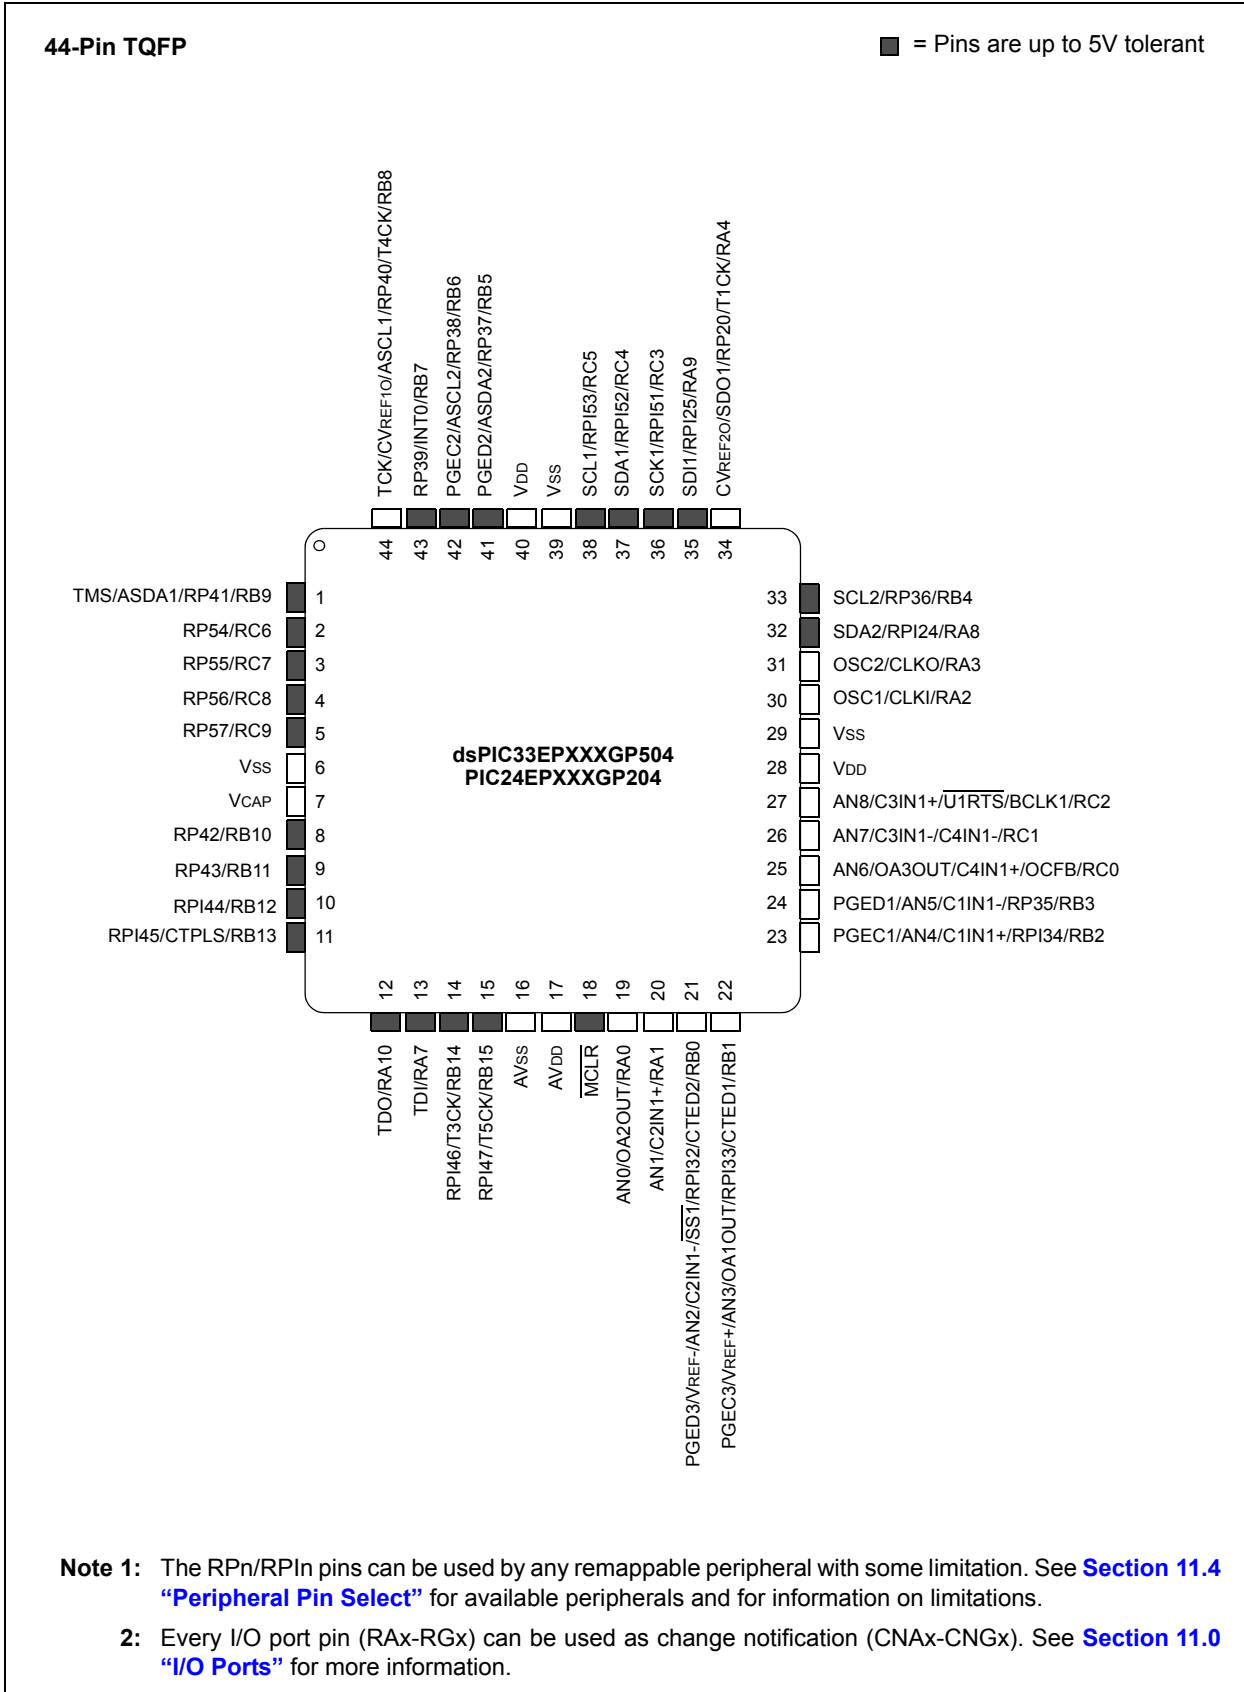 44-Pin TQFP
= Pins are up to 5V tolerant
TCK/CVREF1O/ASCL1/RP40/T4CK/RB8
RP39/INT0/RB7
PGEC2/ASCL2/RP38/RB6
PGED2/ASDA2/RP37/RB5
VDD
VSS
SCL1/RPI53/RC5
SDA1/RPI52/RC4
SCK1/RPI51/RC3
SDI1/RPI25/RA9
CVREF2O/SDO1/RP20/T1CK/RA4
44
43
42
41
40
39
38
37
36
35
34
TMS/ASDA1/RP41/RB9 1
RP54/RC6 2
RP55/RC7 3
RP56/RC8 4
RP57/RC9 5
VSS 6
VCAP 7
RP42/RB10 8
RP43/RB11 9
RPI44/RB12 10
RPI45/CTPLS/RB13 11
dsPIC33EPXXXGP504
PIC24EPXXXGP204
33 SCL2/RP36/RB4
32 SDA2/RPI24/RA8
31 OSC2/CLKO/RA3
30 OSC1/CLKI/RA2
29 VSS
28 VDD
27 AN8/C3IN1+/U1RTS/BCLK1/RC2
26 AN7/C3IN1-/C4IN1-/RC1
25 AN6/OA3OUT/C4IN1+/OCFB/RC0
24 PGED1/AN5/C1IN1-/RP35/RB3
23 PGEC1/AN4/C1IN1+/RPI34/RB2
12
13
14
15
16
17
18
19
20
21
22
TDO/RA10
TDI/RA7
RPI46/T3CK/RB14
RPI47/T5CK/RB15
AVSS
AVDD
MCLR
AN0/OA2OUT/RA0
AN1/C2IN1+/RA1
PGED3/VREF-/AN2/C2IN1-/SS1/RPI32/CTED2/RB0
PGEC3/VREF+/AN3/OA1OUT/RPI33/CTED1/RB1
Note 1: The RPn/RPIn pins can be used by any remappable peripheral with some limitation. See Section 11.4
“Peripheral Pin Select” for available peripherals and for information on limitations.
2: Every I/O port pin (RAx-RGx) can be used as change notification (CNAx-CNGx). See Section 11.0
“I/O Ports” for more information.